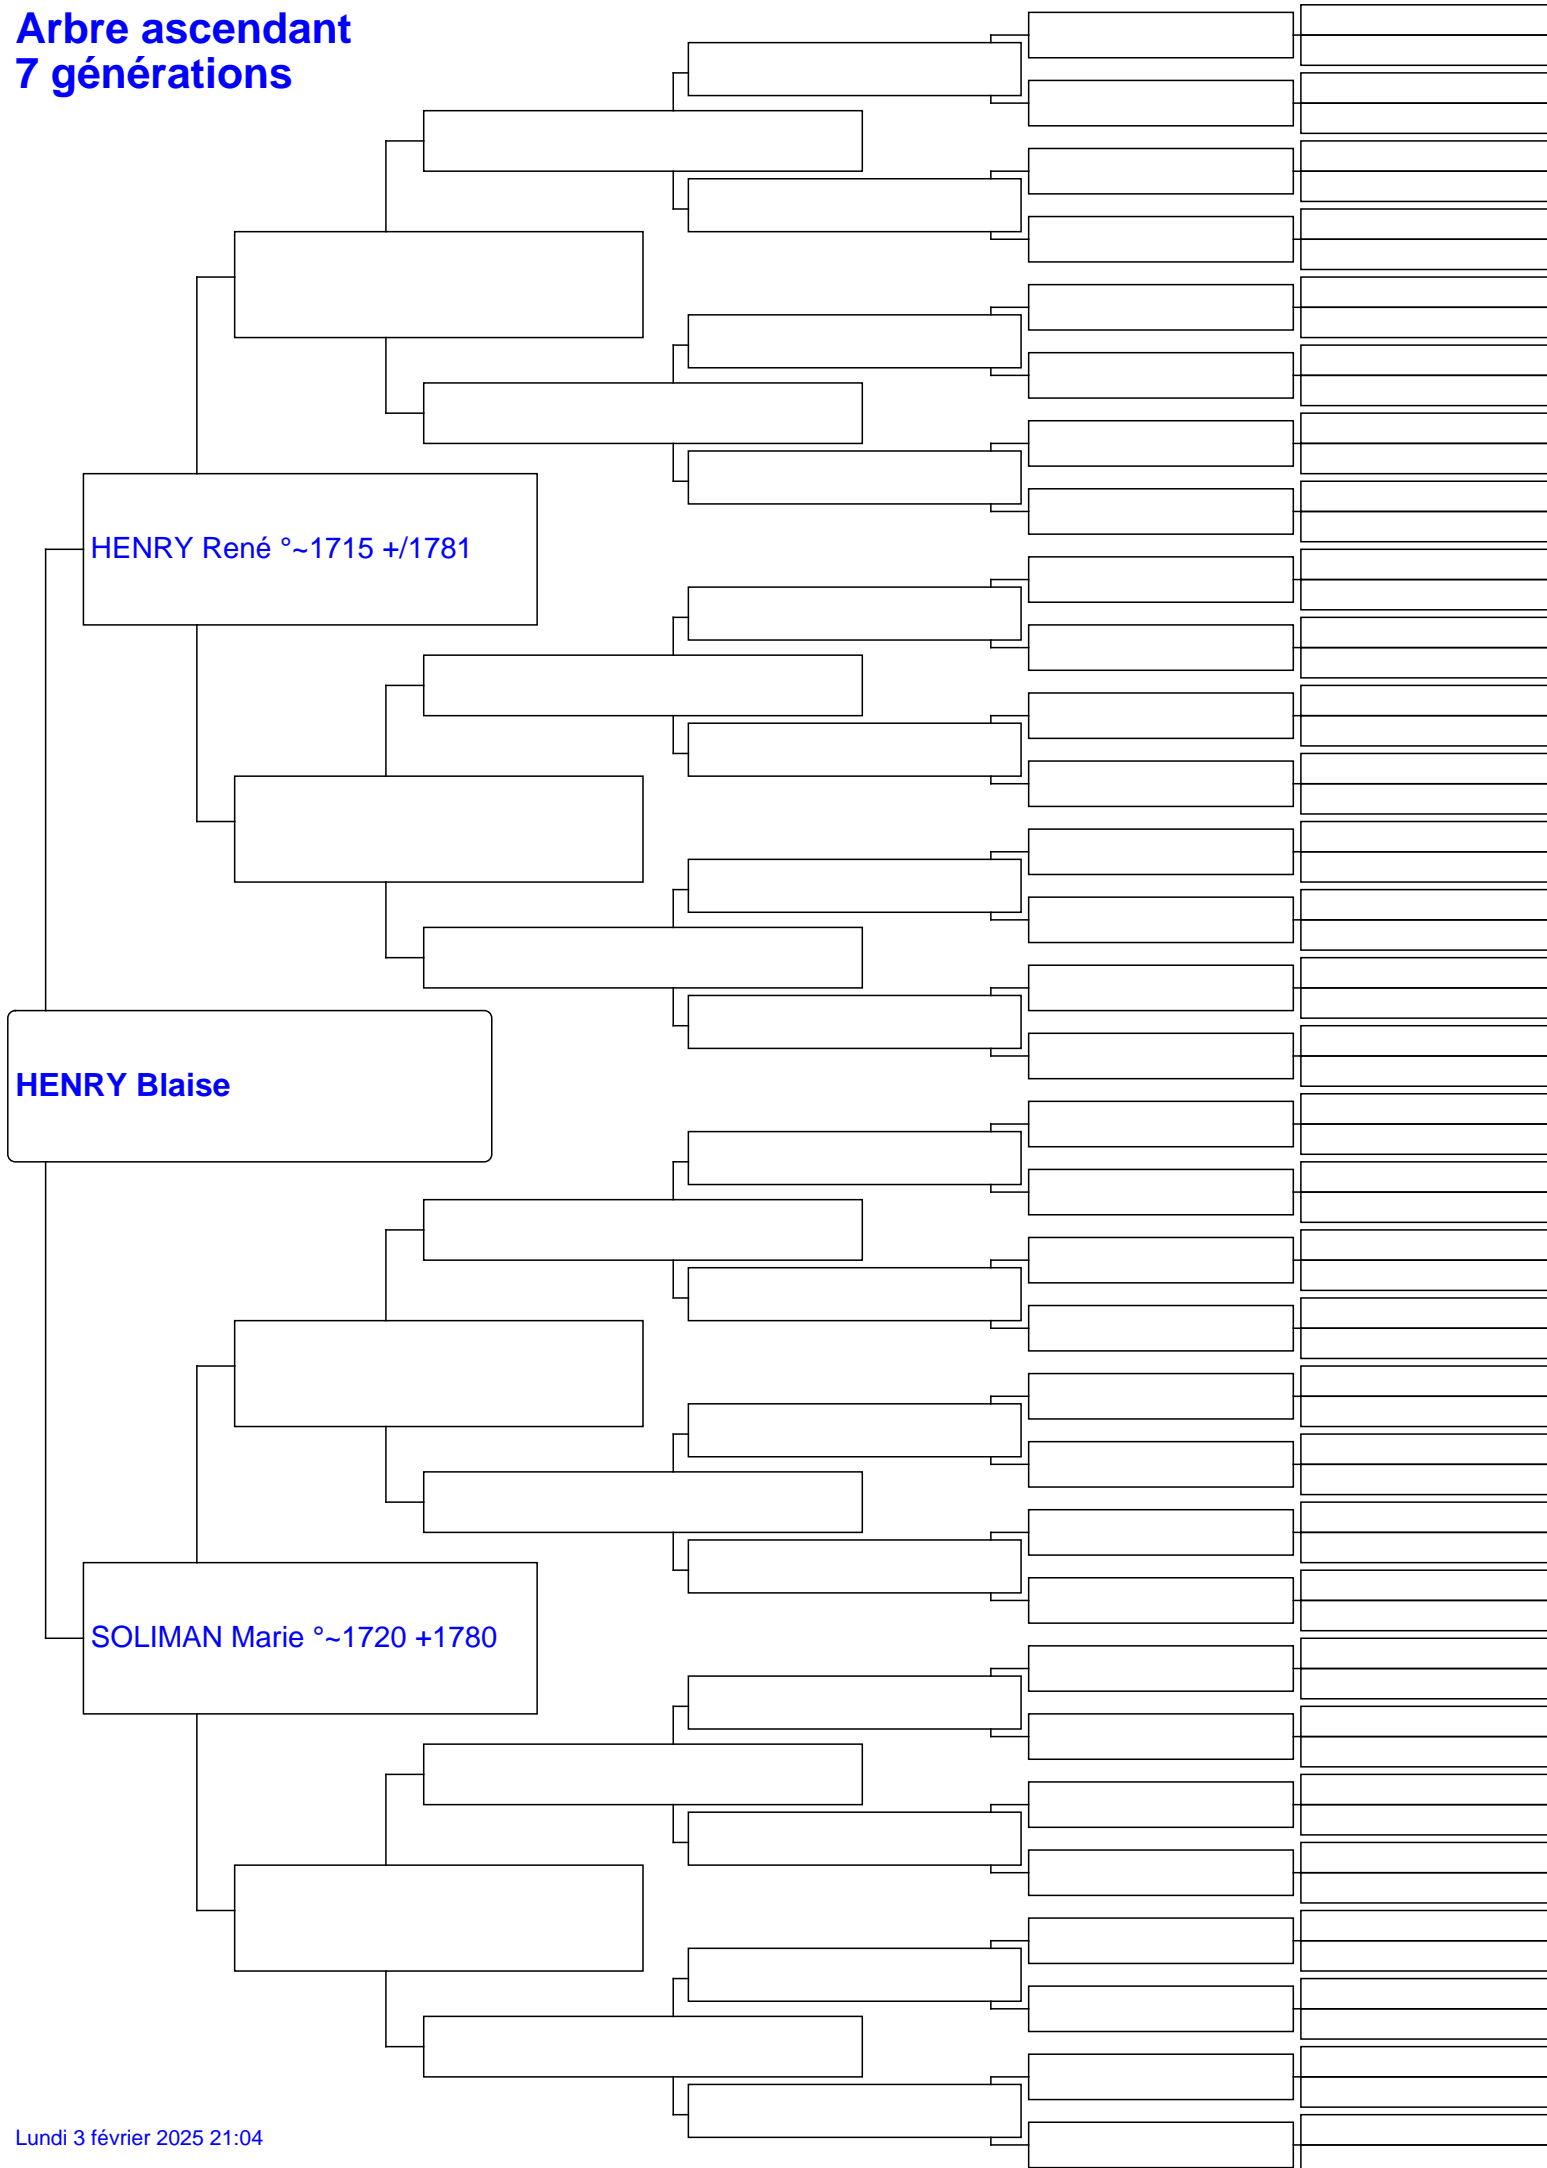 Arbre ascendant
7 générations
HENRY René °~1715 +/1781
HENRY Blaise
SOLIMAN Marie °~1720 +1780
Lundi 3 février 2025 21:04